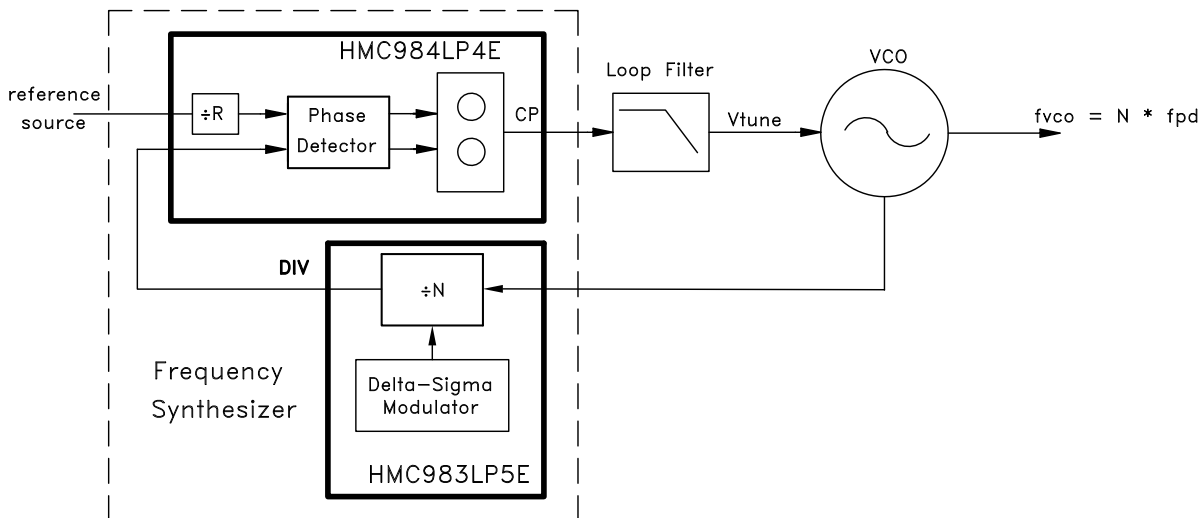 HMC984LP4E
reference
source
÷R
Phase
Detector
CP
Loop Filter
Vtune
VCO
fvco = N * fpd
DIV
÷N
Delta-Sigma
Modulator
Frequency
Synthesizer
HMC983LP5E